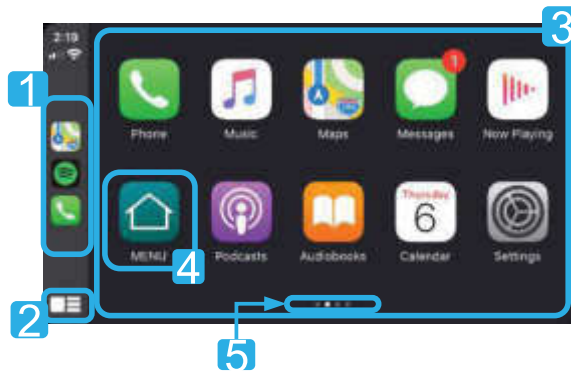 2:19
1
3
1
Phone
Music
Maps
Messages
Now Playing
Thursday
6
MENU
Podcasts
Audiobooks
Calendar
Settings
4
2
5